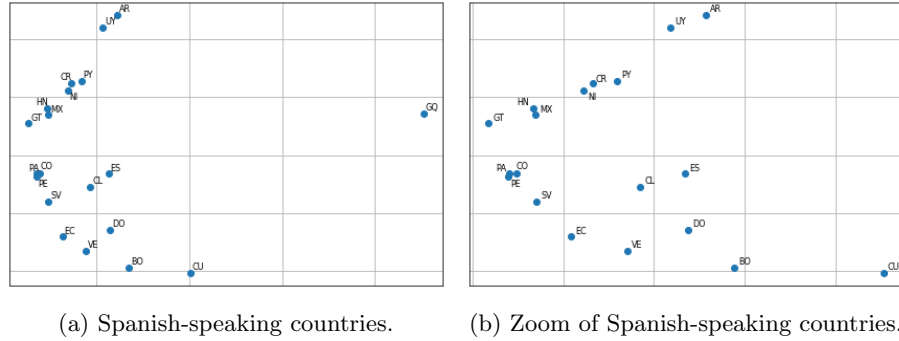 AR
UY
CR
PY
NI
HN
MX
GT
GQ
PA
CO
PE
ES
CL
SV
EC
DO
VE
BO
CU
AR
UY
CR
PY
NI
HN
MX
GT
PA
CO
PE
ES
CL
SV
EC
DO
VE
BO
CU
(a) Spanish-speaking countries.
(b) Zoom of Spanish-speaking countries.